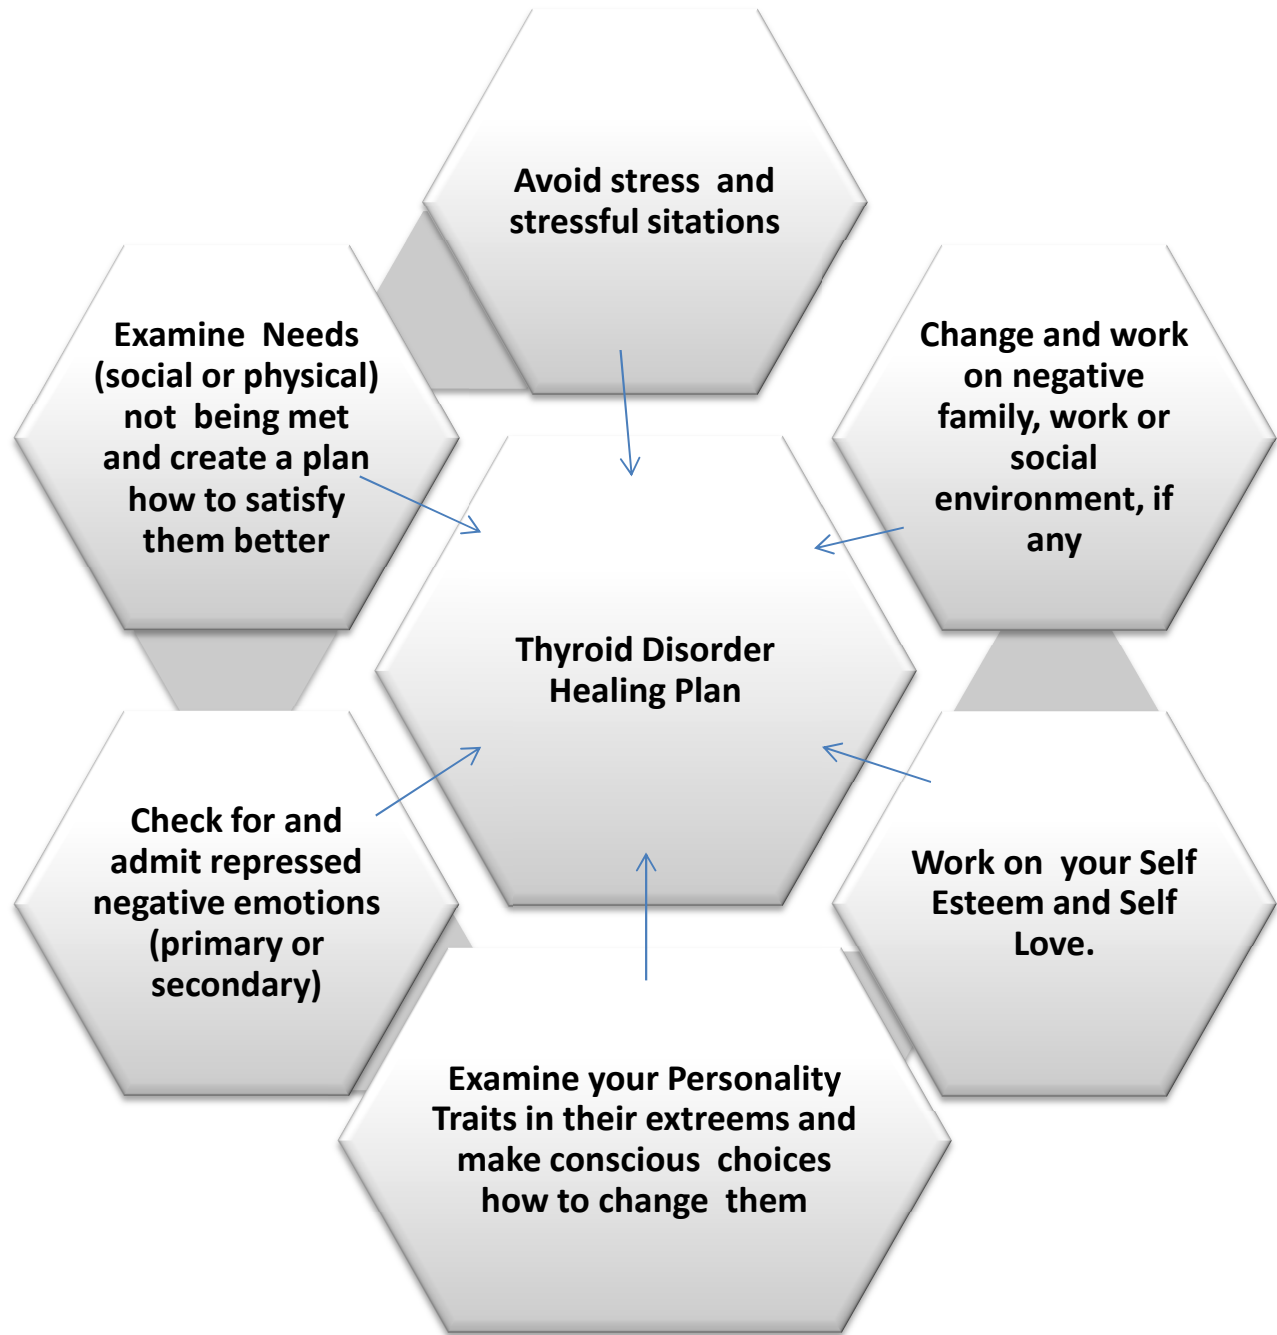 Avoid stress and
stressful sitations
Examine Needs
(social or physical)
not being met
and create a plan
how to satisfy
them better
Change and work
on negative
family, work or
social
environment, if
any
Thyroid Disorder
Healing Plan
Check for and
admit repressed
negative emotions
(primary or
secondary)
Work on your Self
Esteem and Self
Love.
Examine your Personality
Traits in their extreems and
make conscious choices
how to change them